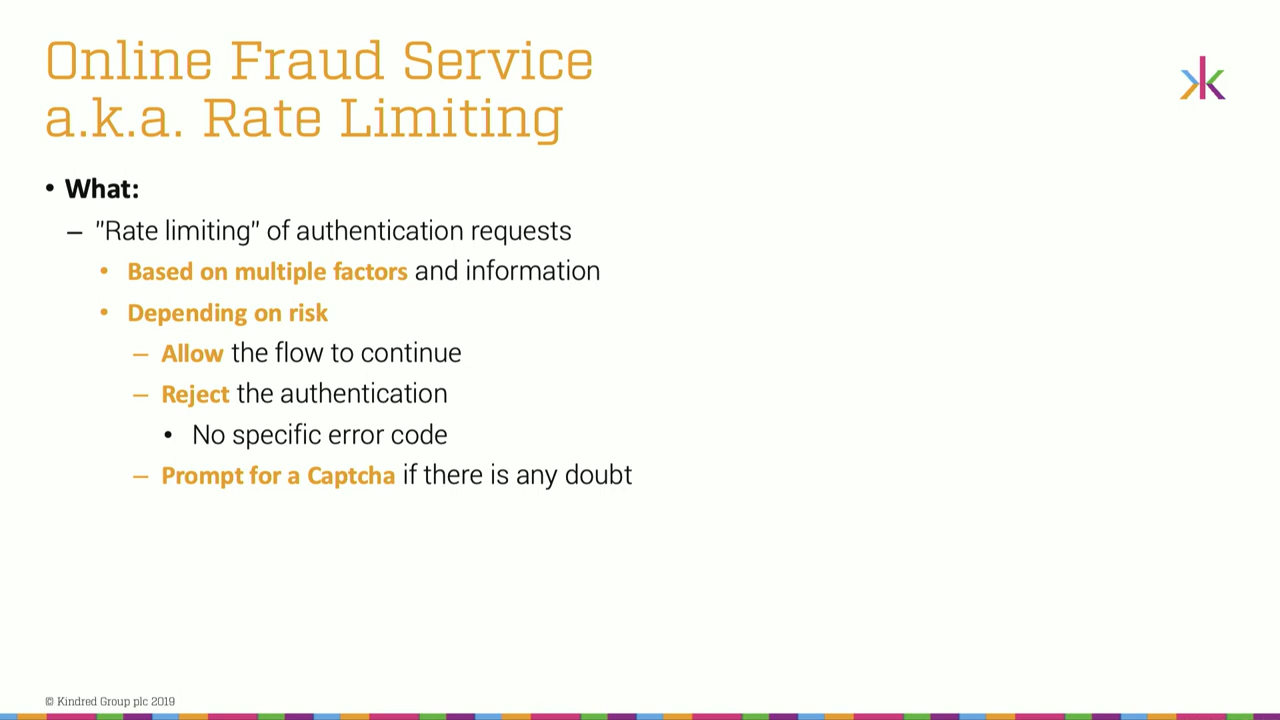 Online Fraud Service
a.k.a. Rate Limiting
• What:
– "Rate limiting" of authentication requests
• Based on multiple factors and information
• Depending on risk
– Allow the flow to continue
– Reject the authentication
• No specific error code
– Prompt for a Captcha if there is any doubt
© Kindred Group plc 2019